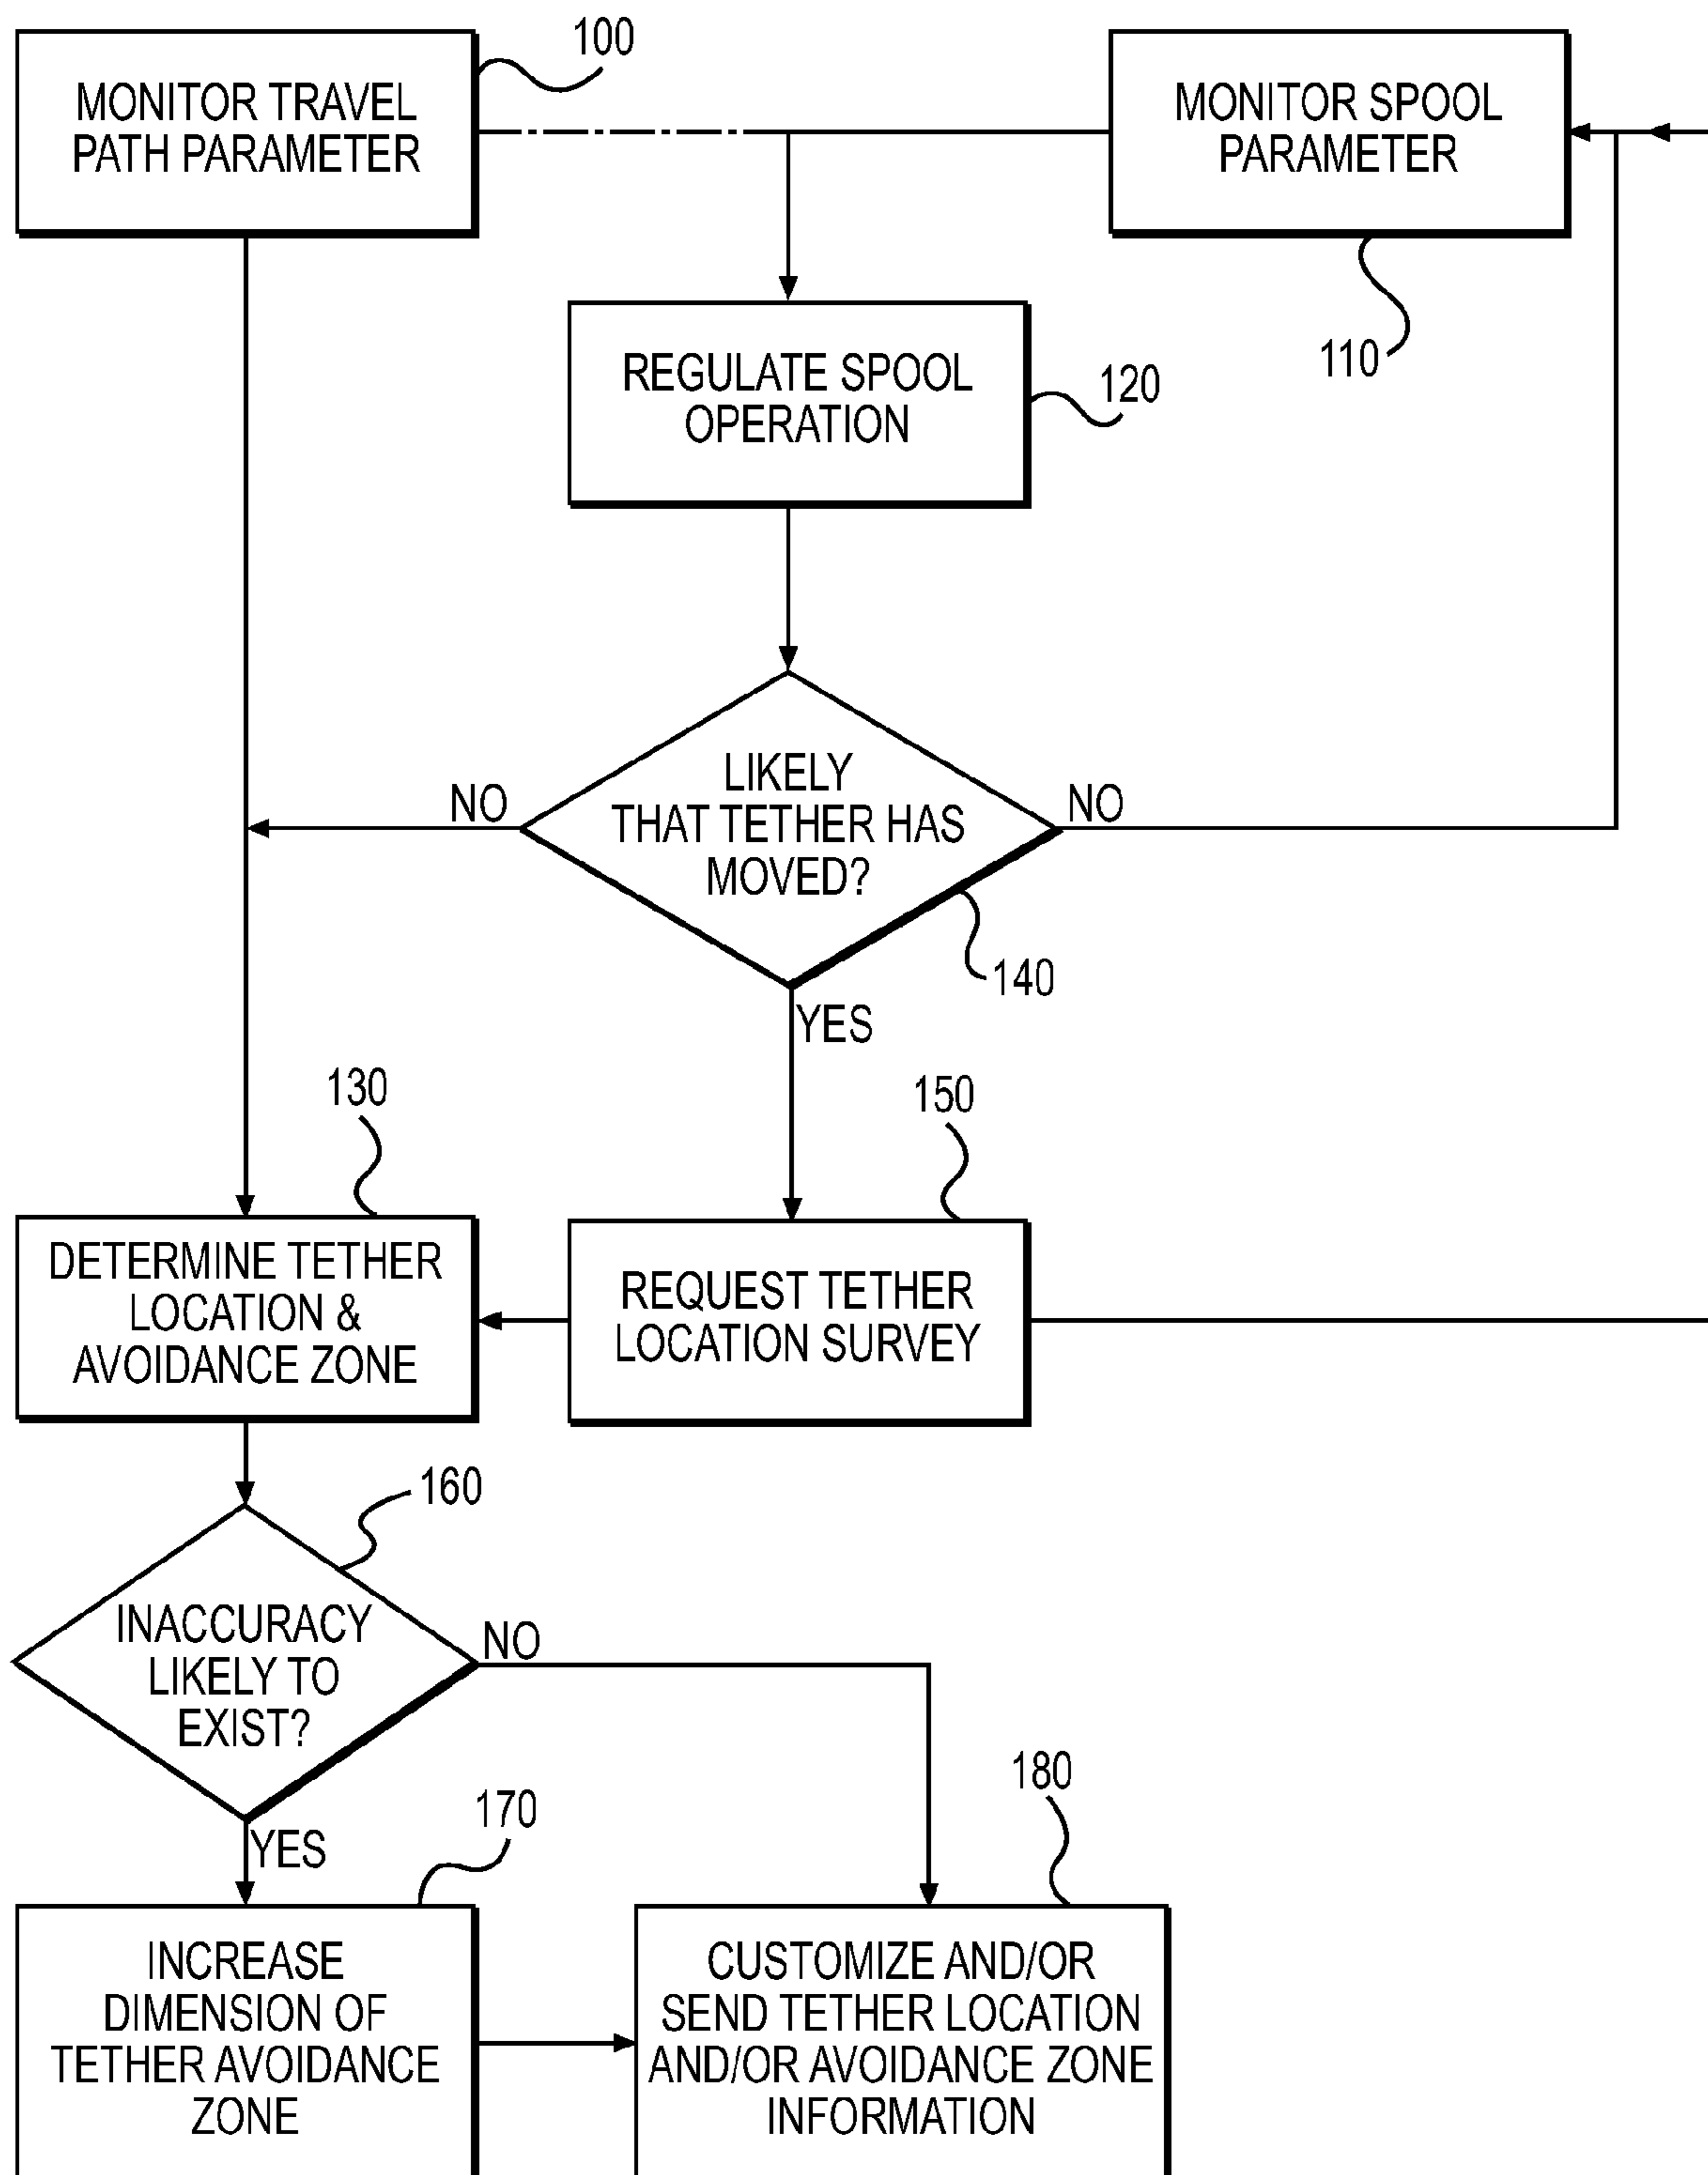 100
MONITOR TRAVEL
PATH PARAMETER
MONITOR SPOOL
PARAMETER
110
REGULATE SPOOL
OPERATION
120
LIKELY
THAT TETHER HAS
MOVED?
NO
NO
140
YES
130
150
DETERMINE TETHER
LOCATION &
AVOIDANCE ZONE
REQUEST TETHER
LOCATION SURVEY
160
INACCURACY
LIKELY TO
EXIST?
NO
YES
170
180
INCREASE
DIMENSION OF
TETHER AVOIDANCE
ZONE
CUSTOMIZE AND/OR
SEND TETHER LOCATION
AND/OR AVOIDANCE ZONE
INFORMATION